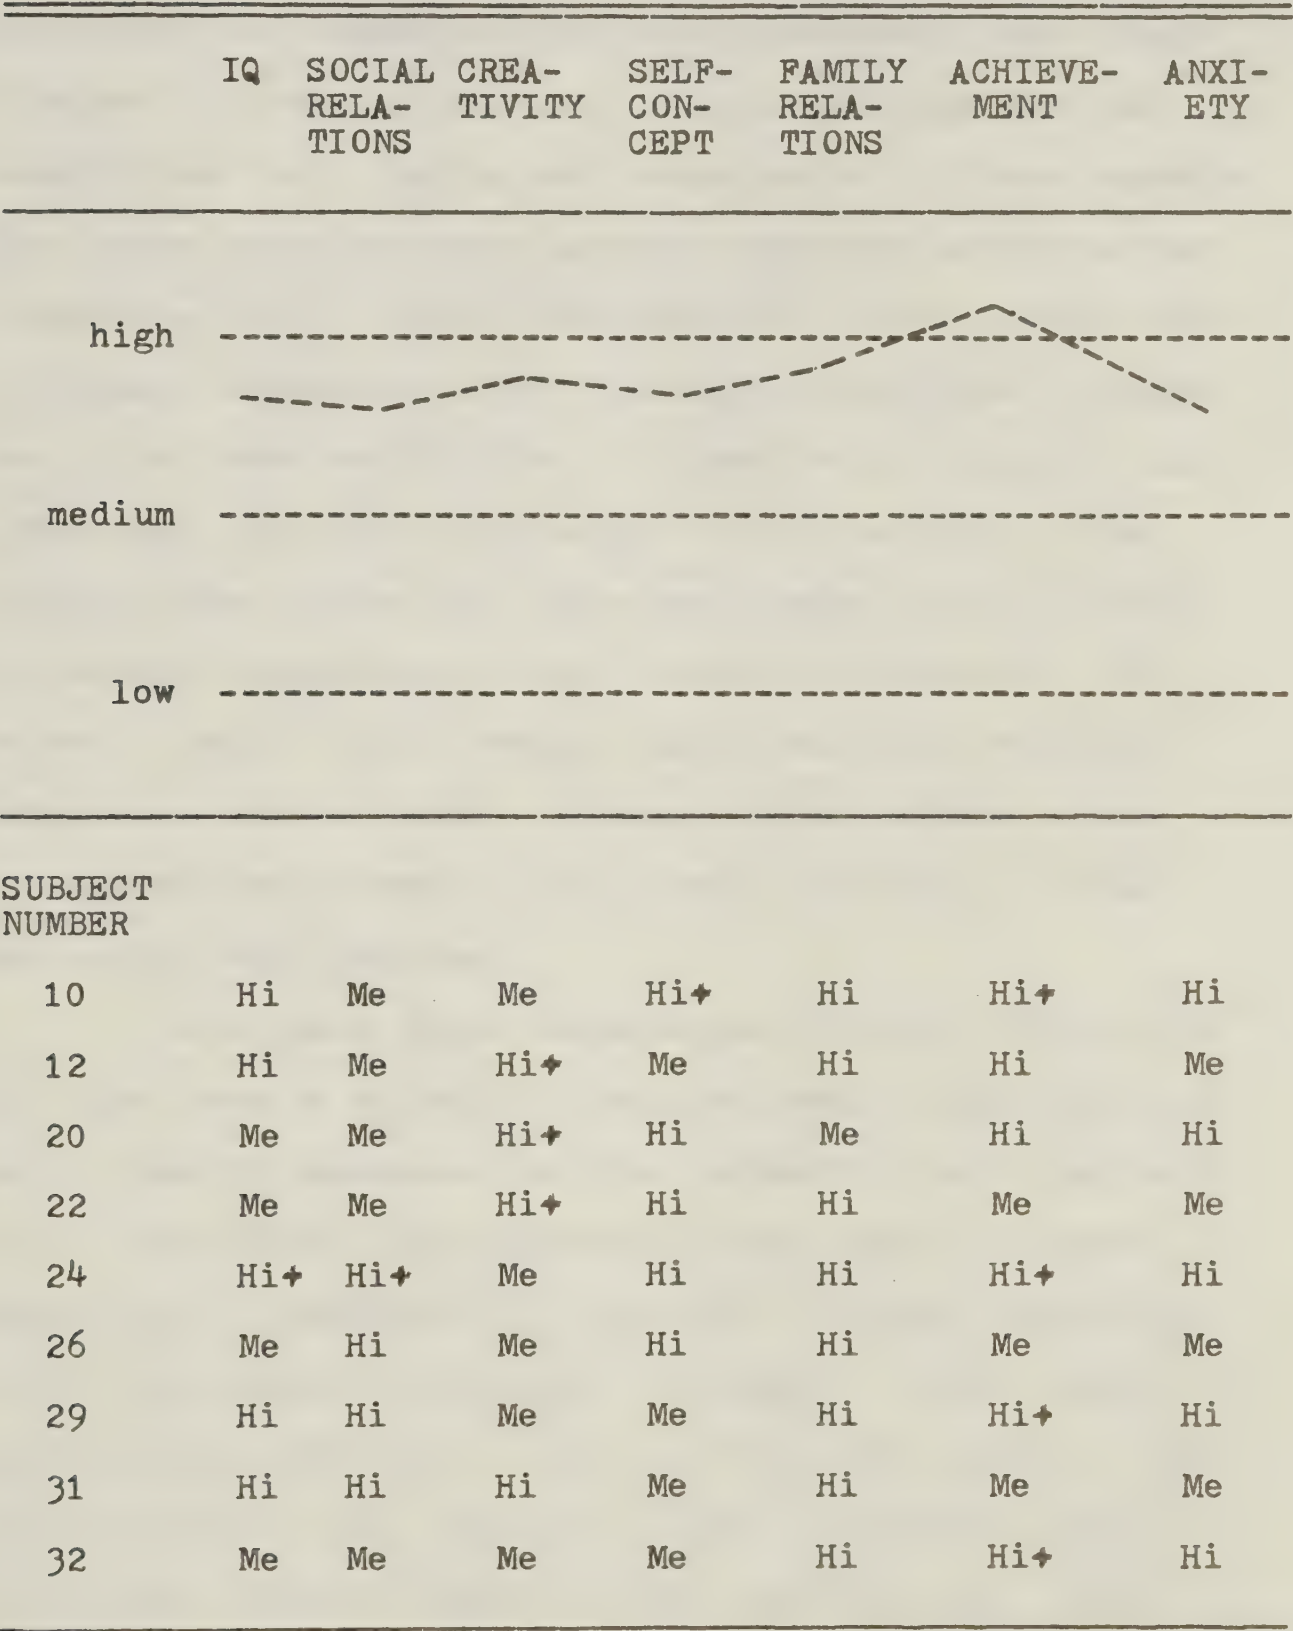 IQ SOCIAL CREA- SELF- FAMILY ACHIEVE- ANXI-
RELA- TIVITY CON- RELA- MENT ETY
TIONS CEPT TIONS
high
medium
low
SUBJECT
NUMBER
10 Hi Me Me Hi+ Hi Hi+ Hi
12 Hi Me Hi+ Me Hi Hi Me
20 Me Me Hi+ Hi Me Hi Hi
22 Me Me Hi+ Hi Hi Me Me
24 Hi+ Hi+ Me Hi Hi Hi+ Hi
26 Me Hi Me Hi Hi Me Me
29 Hi Hi Me Me Hi Hi+ Hi
31 Hi Hi Hi Me Hi Me Me
32 Me Me Me Me Hi Hi+ Hi